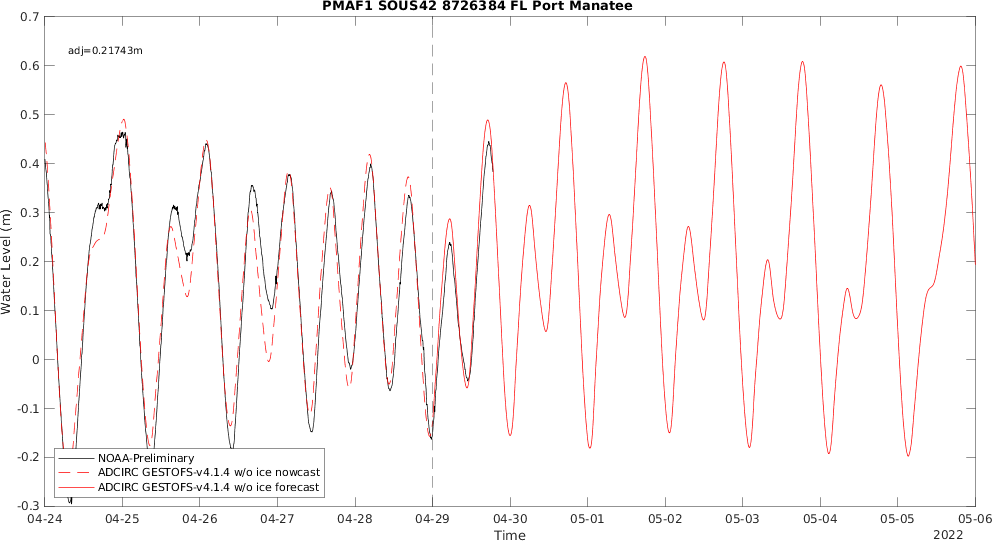 PMAF1 SOUS42 8726384 FL Port Manatee
adj=0.21743m
Water Level (m)
0.7
0.6
0.5
0.4
0.3
0.2
0.1
0
-0.1
-0.2
-0.3
NOAA-Preliminary
ADCIRC GESTOFS-v4.1.4 w/o ice nowcast
ADCIRC GESTOFS-v4.1.4 w/o ice forecast
04-24 04-25 04-26 04-27 04-28 04-29 04-30 05-01 05-02 05-03 05-04 05-05 05-06
Time
2022